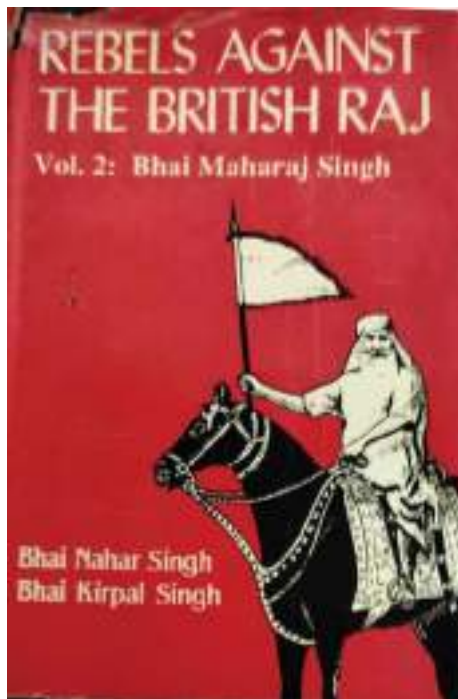 REBELS AGAINST
THE BRITISH RAJ
Vol. 2: Bhai Maharaj Singh
Bhai Nahar Singh
Bhai Kirpal Singh